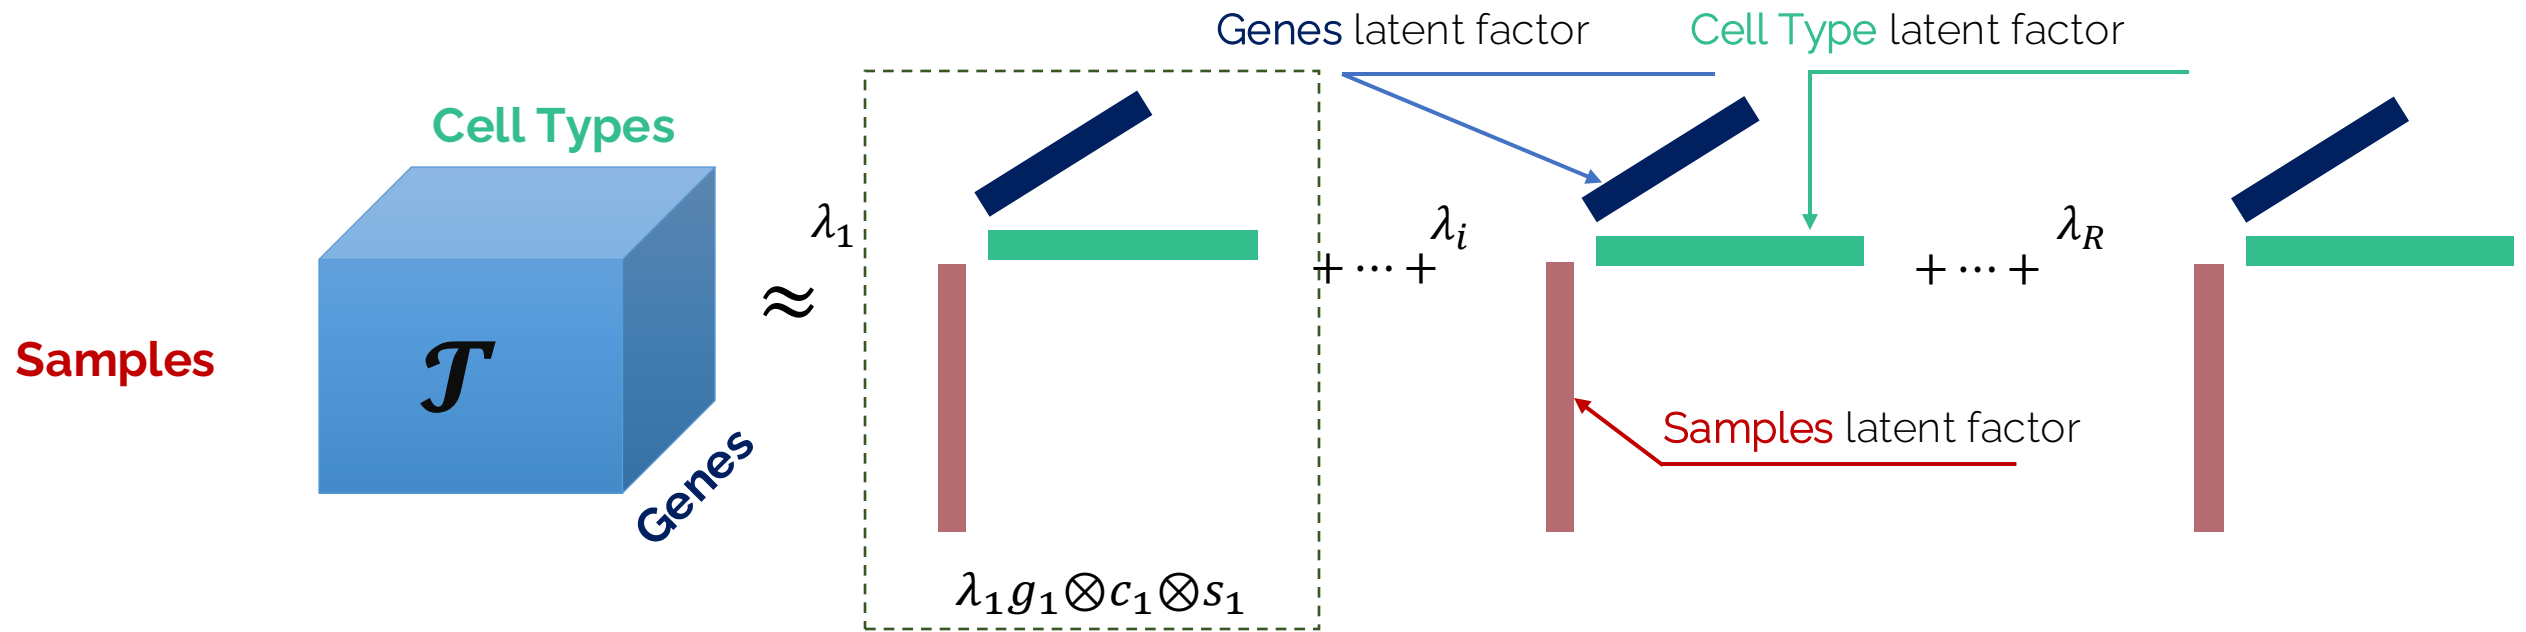 Genes latent factor
Cell Type latent factor
Cell Types
Samples
𝒯
Genes
≈
λ₁
+ ⋯ +
λᵢ
+ ⋯ +
λ_R
Samples latent factor
λ₁g₁⊗c₁⊗s₁